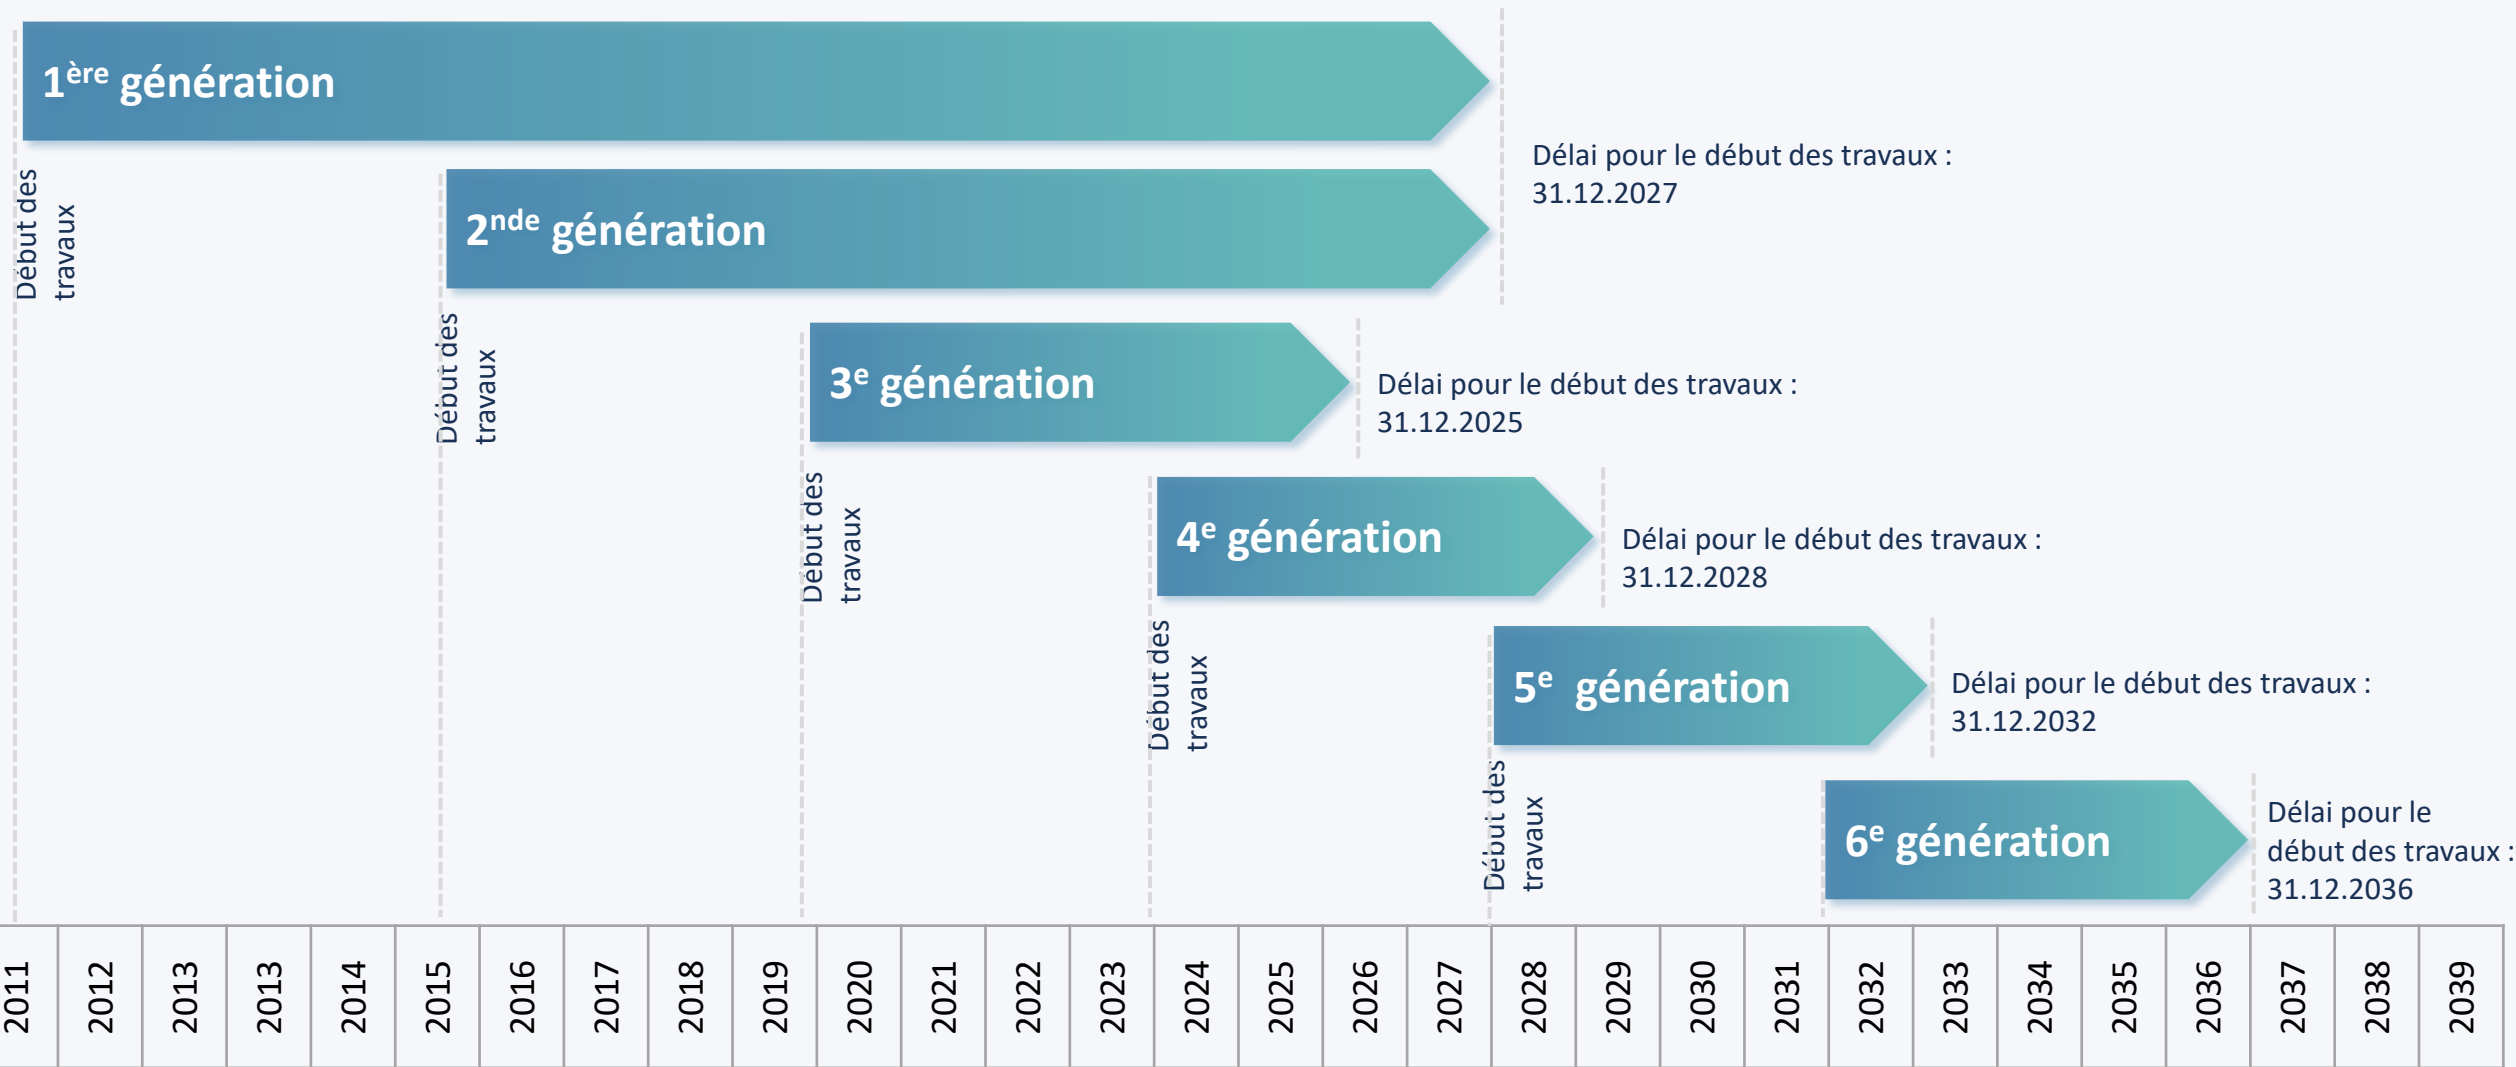 1ère génération
Début des
travaux
Délai pour le début des travaux :
31.12.2027
2nde génération
Début des
travaux
3e génération
Délai pour le début des travaux :
31.12.2025
Début des
travaux
4e génération
Délai pour le début des travaux :
31.12.2028
Début des
travaux
5e génération
Délai pour le début des travaux :
31.12.2032
Début des
travaux
6e génération
Délai pour le
début des travaux :
31.12.2036
2011
2012
2013
2013
2014
2015
2016
2017
2018
2019
2020
2021
2022
2023
2024
2025
2026
2027
2028
2029
2030
2031
2032
2033
2034
2035
2036
2037
2038
2039